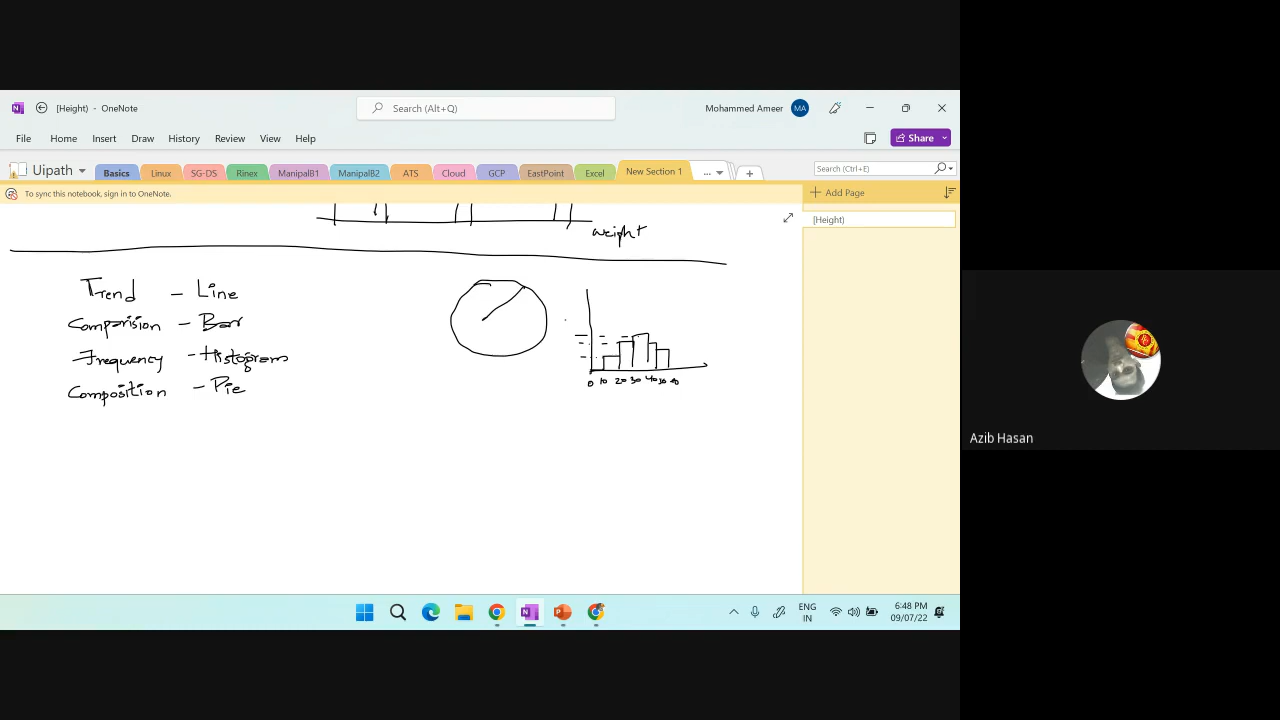 [Height] - OneNote
Search (Alt+Q)
Mohammed Ameer MA
File Home Insert Draw History Review View Help
Share
Uipath Basics Linux SG-DS Rinex ManipalB1 ManipalB2 ATS Cloud GCP EastPoint Excel New Section 1 ...
Search (Ctrl+E)
To sync this notebook, sign in to OneNote.
Add Page
[Height]
weight
Trend - Line
Comparision - Bar
Frequency - Histogram
Composition - Pie
0 10 20 30 40
Azib Hasan
ENG
IN
6:48 PM
09/07/22